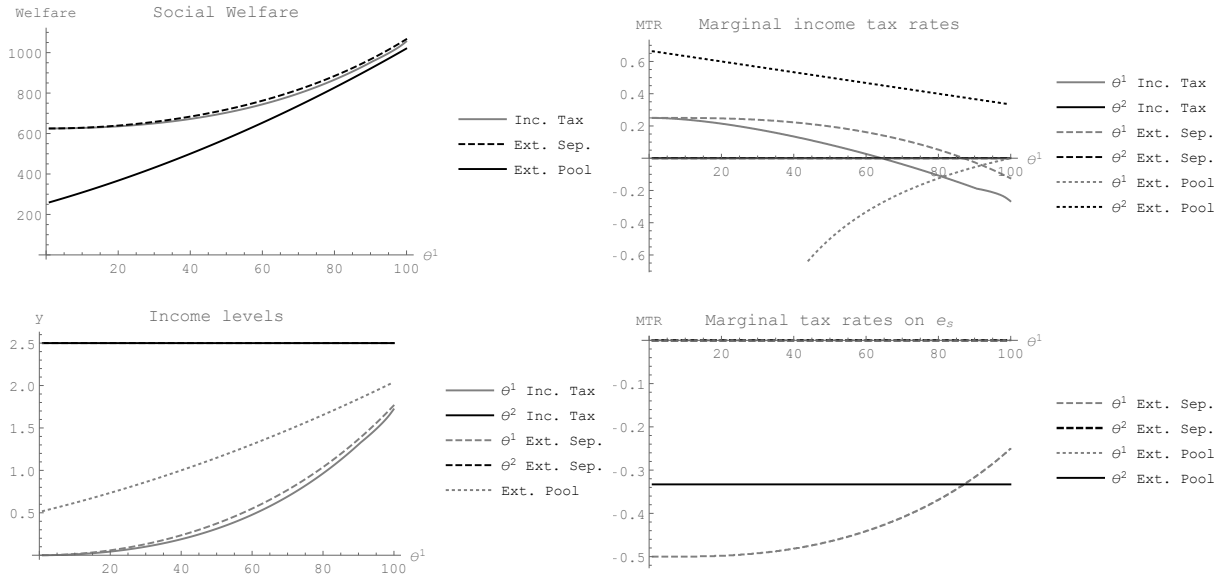 Social Welfare
Welfare
1000
800
600
400
200
20 40 60 80 100 θ¹
Inc. Tax
Ext. Sep.
Ext. Pool
Marginal income tax rates
MTR
0.6
0.4
0.2
-0.2
-0.4
-0.6
20 40 60 80 100 θ¹
θ¹ Inc. Tax
θ² Inc. Tax
θ¹ Ext. Sep.
θ² Ext. Sep.
θ¹ Ext. Pool
θ² Ext. Pool
Income levels
y
2.5
2.0
1.5
1.0
0.5
20 40 60 80 100 θ¹
θ¹ Inc. Tax
θ² Inc. Tax
θ¹ Ext. Sep.
θ² Ext. Sep.
Ext. Pool
Marginal tax rates on eₛ
MTR
20 40 60 80 100 θ¹
-0.1
-0.2
-0.3
-0.4
-0.5
θ¹ Ext. Sep.
θ² Ext. Sep.
θ¹ Ext. Pool
θ² Ext. Pool